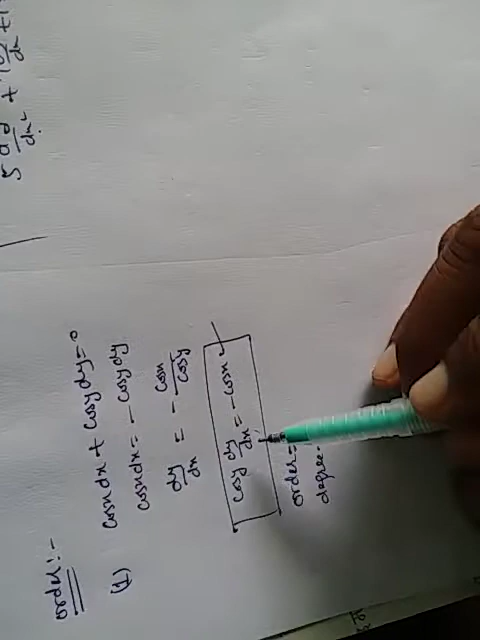 order:-
(1) cosx dx + cosy dy = 0
cosx dx = - cosy dy
dy/dx = - cosx/cosy
cosy dy/dx = - cosx
order =
degree